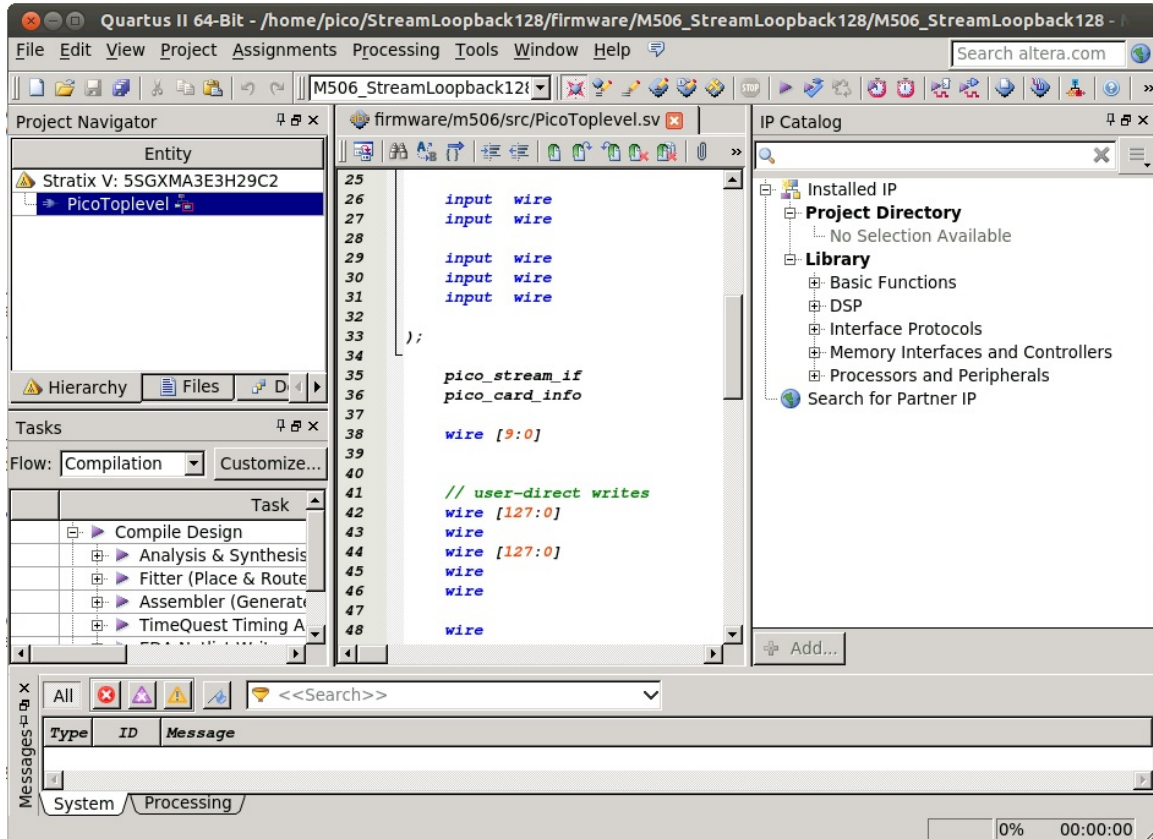 Quartus II 64-Bit - /home/pico/StreamLoopback128/firmware/M506_StreamLoopback128/M506_StreamLoopback128 -
File Edit View Project Assignments Processing Tools Window Help
Search altera.com
M506_StreamLoopback128
Project Navigator
Entity
Stratix V: 5SGXMA3E3H29C2
PicoToplevel
Hierarchy Files
Tasks
Flow: Compilation Customize...
Task
Compile Design
Analysis & Synthesis
Fitter (Place & Route
Assembler (Generate
TimeQuest Timing A
firmware/m506/src/PicoToplevel.sv
25
26 input wire
27 input wire
28
29 input wire
30 input wire
31 input wire
32
33 );
34
35 pico_stream_if
36 pico_card_info
37
38 wire [9:0]
39
40
41 // user-direct writes
42 wire [127:0]
43 wire
44 wire [127:0]
45 wire
46 wire
47
48 wire
IP Catalog
Installed IP
Project Directory
No Selection Available
Library
Basic Functions
DSP
Interface Protocols
Memory Interfaces and Controllers
Processors and Peripherals
Search for Partner IP
Add...
Messages
All <<Search>>
Type ID Message
System Processing
0% 00:00:00